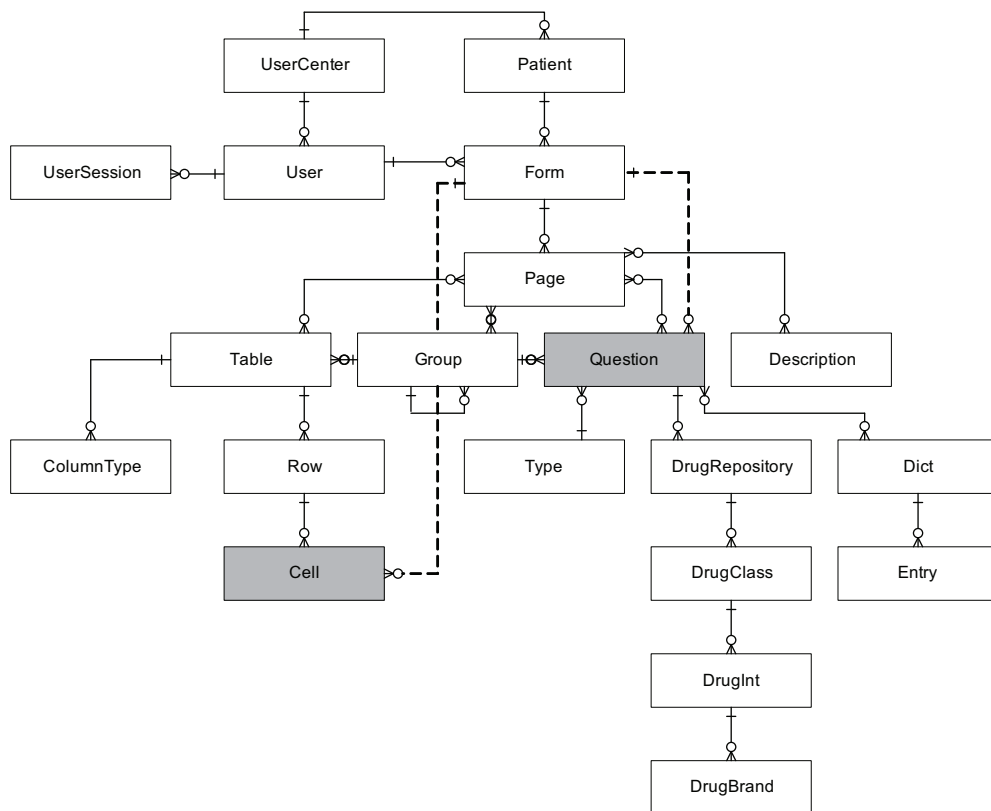 UserCenter
Patient
UserSession
User
Form
Page
Table
Group
Question
Description
ColumnType
Row
Type
DrugRepository
Dict
Cell
DrugClass
Entry
DrugInt
DrugBrand